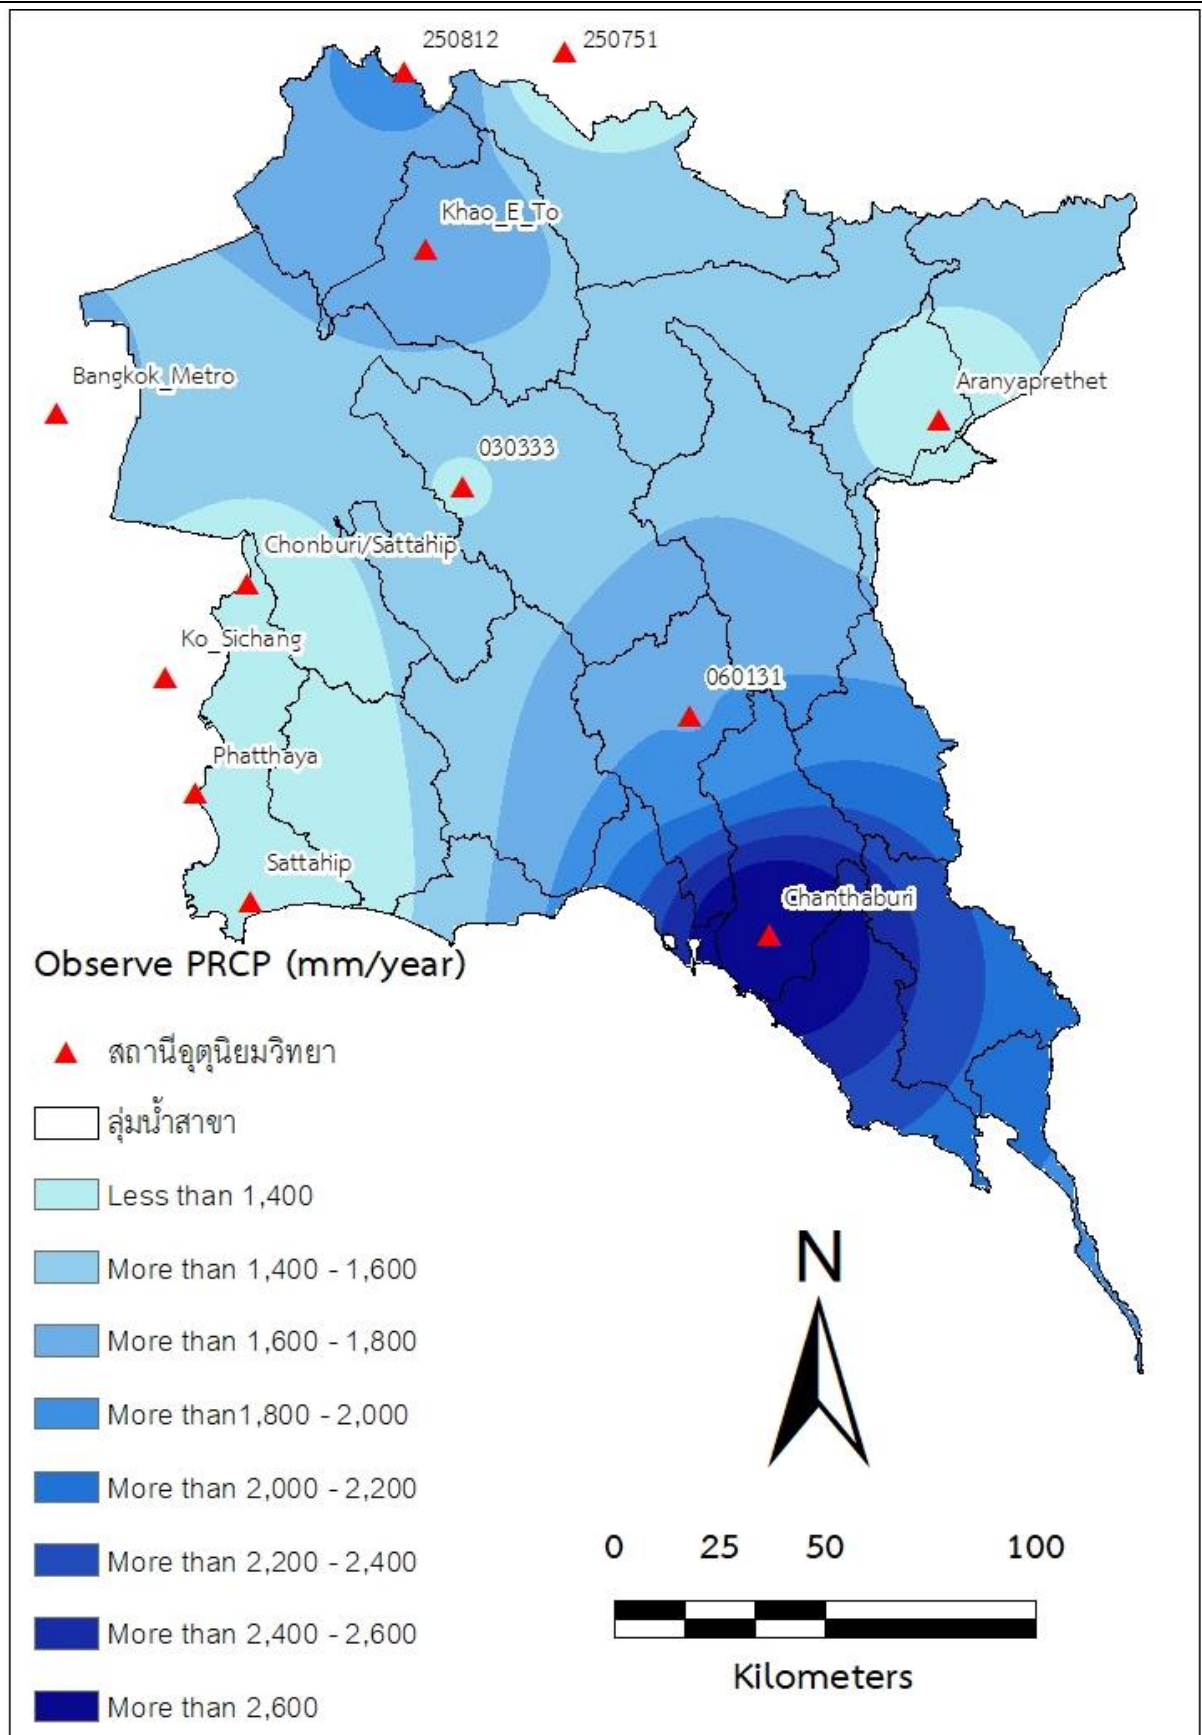 250812
250751
Khao_E_To
Bangkok_Metro
Aranyaprethet
030333
Chonburi/Sattahip
Ko_Sichang
060131
Phatthaya
Sattahip
Chanthaburi
Observe PRCP (mm/year)
สถานีอุตุนิยมวิทยา
ลุ่มน้ำสาขา
Less than 1,400
More than 1,400 - 1,600
More than 1,600 - 1,800
More than1,800 - 2,000
More than 2,000 - 2,200
More than 2,200 - 2,400
More than 2,400 - 2,600
More than 2,600
N
0 25 50 100
Kilometers